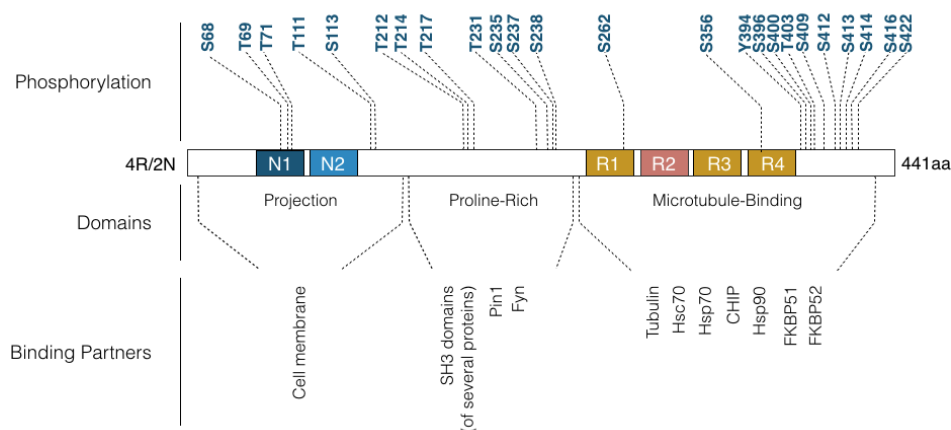 Phosphorylation
S68
T69
T71
T111
S113
T212
T214
T217
T231
S235
S237
S238
S262
S356
Y394
S396
S400
T403
S409
S412
S413
S414
S416
S422
4R/2N
N1
N2
R1
R2
R3
R4
441aa
Domains
Projection
Proline-Rich
Microtubule-Binding
Binding Partners
Cell membrane
SH3 domains
(of several proteins)
Pin1
Fyn
Tubulin
Hsc70
Hsp70
CHIP
Hsp90
FKBP51
FKBP52